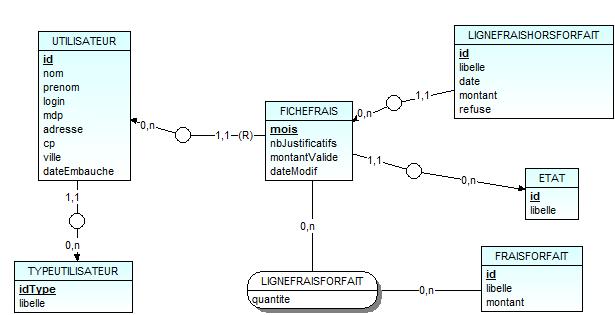 UTILISATEUR
id
nom
prenom
login
mdp
adresse
cp
ville
dateEmbauche
LIGNEFRAISHORSFORFAIT
id
libelle
date
montant
refuse
FICHEFRAIS
mois
nbJustificatifs
montantValide
dateModif
0,n
1,1-(R)
0,n
1,1
1,1
0,n
ETAT
id
libelle
1,1
0,n
0,n
TYPEUTILISATEUR
idType
libelle
LIGNEFRAISFORFAIT
quantite
0,n
FRAISFORFAIT
id
libelle
montant